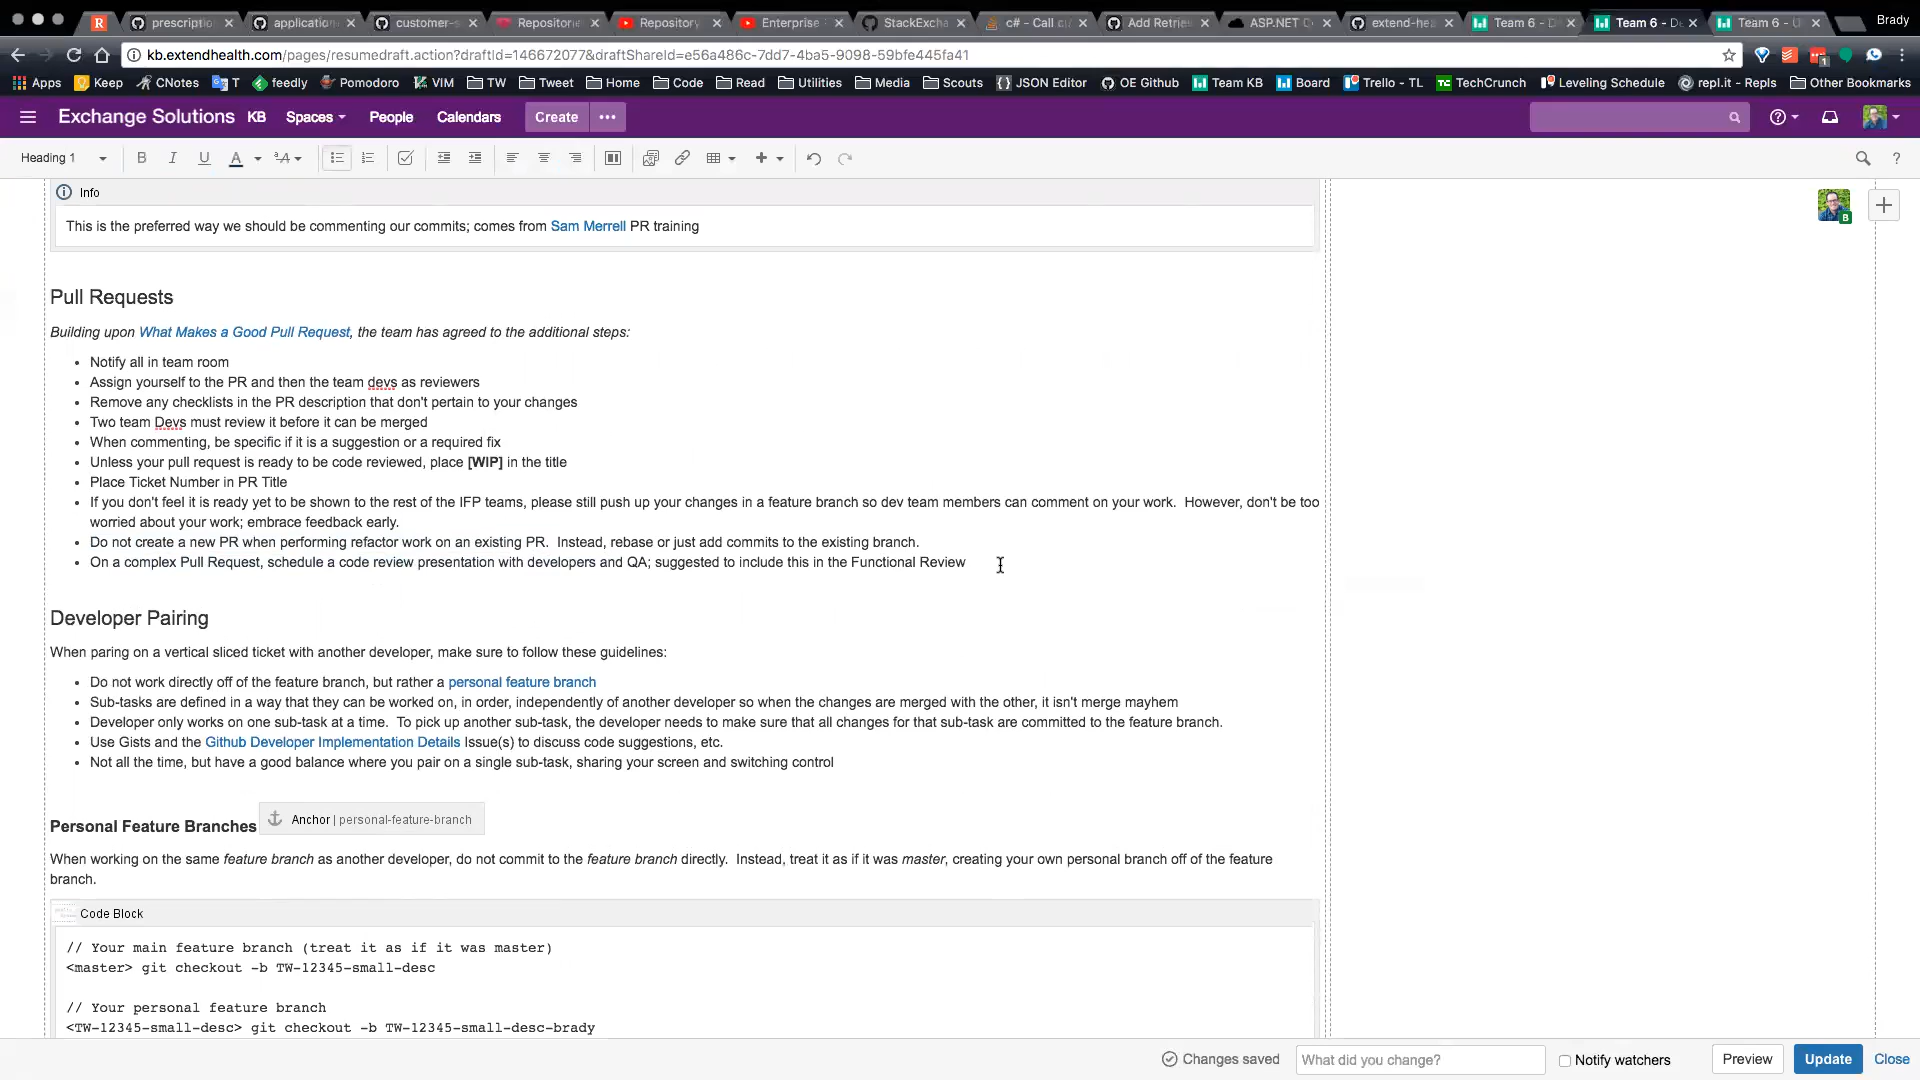 prescription
application
customer-s
Repositorie
Repository
Enterprise
StackExcha
c# - Call cu
Add Retriev
ASP.NET C
extend-hea
Team 6 - D
Team 6 - De
Team 6 - U
Brady
kb.extendhealth.com/pages/resumedraft.action?draftId=146672077&draftShareId=e56a486c-7dd7-4ba5-9098-59bfe445fa41
Apps Keep CNotes T feedly Pomodoro VIM TW Tweet Home Code Read Utilities Media Scouts JSON Editor OE Github Team KB Board Trello - TL TechCrunch Leveling Schedule repl.it - Repls Other Bookmarks
Exchange Solutions KB Spaces People Calendars Create
Heading 1 B I U A
Info
This is the preferred way we should be commenting our commits; comes from Sam Merrell PR training
Pull Requests
Building upon What Makes a Good Pull Request, the team has agreed to the additional steps:
• Notify all in team room
• Assign yourself to the PR and then the team devs as reviewers
• Remove any checklists in the PR description that don't pertain to your changes
• Two team Devs must review it before it can be merged
• When commenting, be specific if it is a suggestion or a required fix
• Unless your pull request is ready to be code reviewed, place [WIP] in the title
• Place Ticket Number in PR Title
• If you don't feel it is ready yet to be shown to the rest of the IFP teams, please still push up your changes in a feature branch so dev team members can comment on your work. However, don't be too
worried about your work; embrace feedback early.
• Do not create a new PR when performing refactor work on an existing PR. Instead, rebase or just add commits to the existing branch.
• On a complex Pull Request, schedule a code review presentation with developers and QA; suggested to include this in the Functional Review
Developer Pairing
When paring on a vertical sliced ticket with another developer, make sure to follow these guidelines:
• Do not work directly off of the feature branch, but rather a personal feature branch
• Sub-tasks are defined in a way that they can be worked on, in order, independently of another developer so when the changes are merged with the other, it isn't merge mayhem
• Developer only works on one sub-task at a time. To pick up another sub-task, the developer needs to make sure that all changes for that sub-task are committed to the feature branch.
• Use Gists and the Github Developer Implementation Details Issue(s) to discuss code suggestions, etc.
• Not all the time, but have a good balance where you pair on a single sub-task, sharing your screen and switching control
Personal Feature Branches Anchor | personal-feature-branch
When working on the same feature branch as another developer, do not commit to the feature branch directly. Instead, treat it as if it was master, creating your own personal branch off of the feature
branch.
Code Block
// Your main feature branch (treat it as if it was master)
<master> git checkout -b TW-12345-small-desc
// Your personal feature branch
<TW-12345-small-desc> git checkout -b TW-12345-small-desc-brady
Changes saved What did you change? Notify watchers Preview Update Close